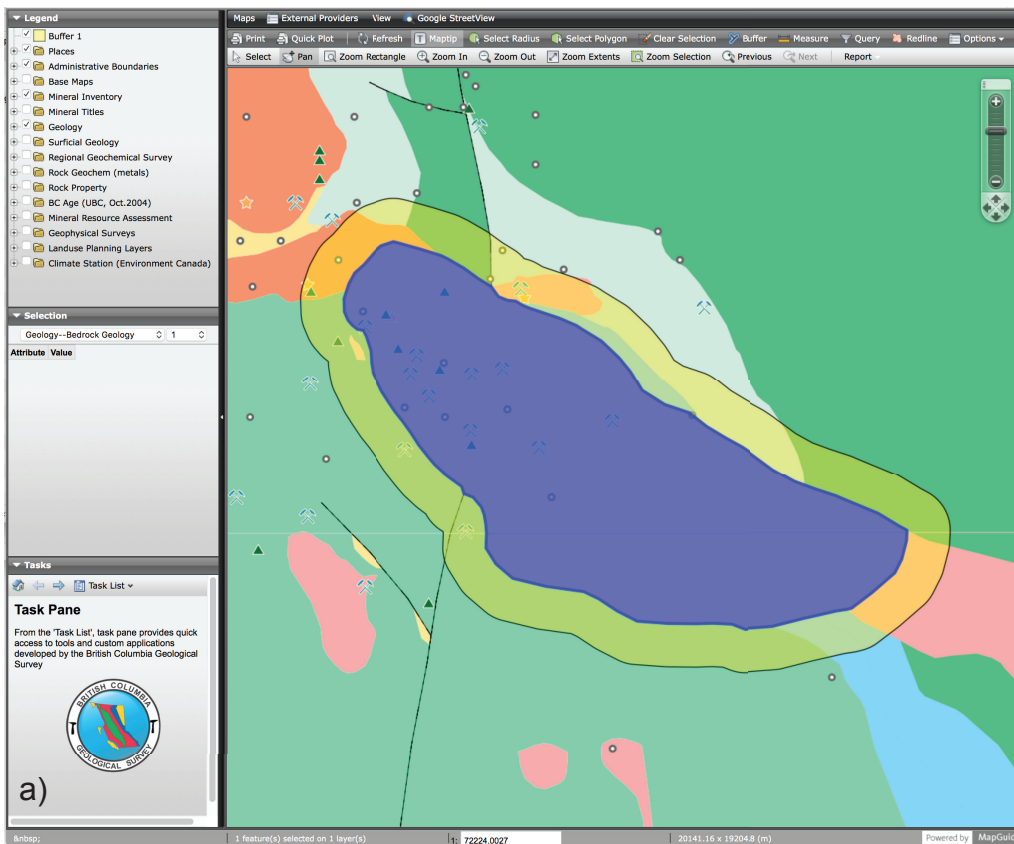 Legend
Buffer 1
Places
Administrative Boundaries
Base Maps
Mineral Inventory
Mineral Titles
Geology
Surficial Geology
Regional Geochemical Survey
Rock Geochem (metals)
Rock Property
BC Age (UBC, Oct.2004)
Mineral Resource Assessment
Geophysical Surveys
Landuse Planning Layers
Climate Station (Environment Canada)
Selection
Geology--Bedrock Geology 1
Attribute Value
Tasks
Task List
Task Pane
From the 'Task List', task pane provides quick
access to tools and custom applications
developed by the British Columbia Geological
Survey
BRITISH COLUMBIA
GEOLOGICAL SURVEY
a)
Maps External Providers View Google StreetView
Print Quick Plot Refresh Maptip Select Radius Select Polygon Clear Selection Buffer Measure Query Redline Options
Select Pan Zoom Rectangle Zoom In Zoom Out Zoom Extents Zoom Selection Previous Next Report
&nbsp; 1 feature(s) selected on 1 layer(s) 1: 72224.0027 20141.16 x 19204.8 (m) Powered by MapGuid